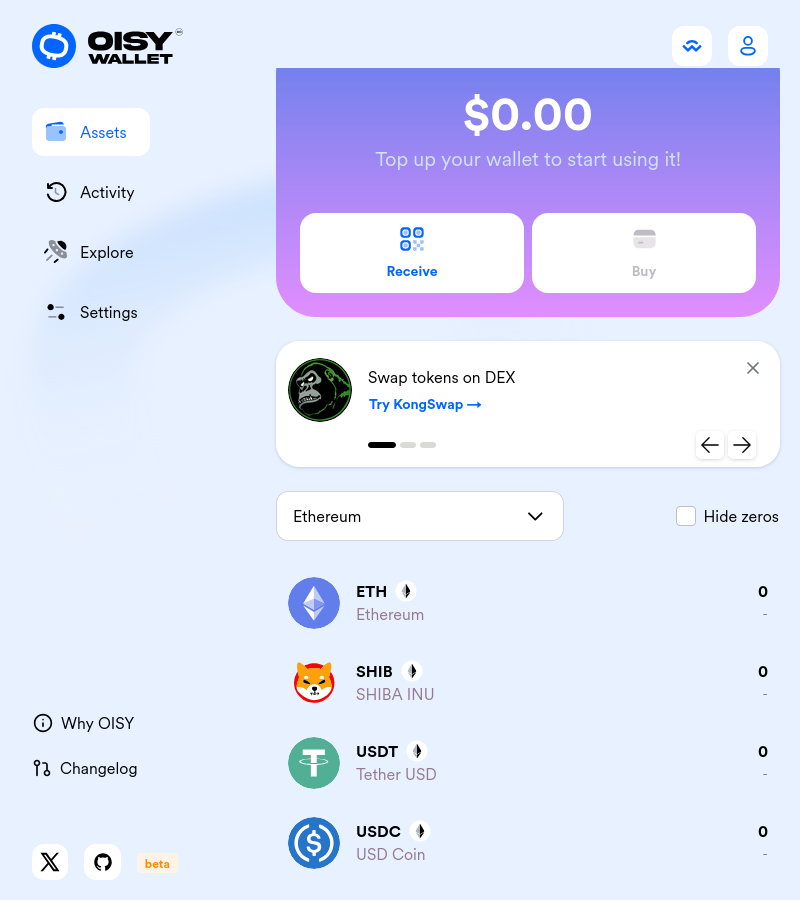 OISY
WALLET
Assets
Activity
Explore
Settings
$0.00
Top up your wallet to start using it!
Receive
Buy
Swap tokens on DEX
Try KongSwap →
Ethereum
Hide zeros
ETH
0
Ethereum
-
SHIB
0
SHIBA INU
-
USDT
0
Tether USD
-
USDC
0
USD Coin
-
Why OISY
Changelog
beta